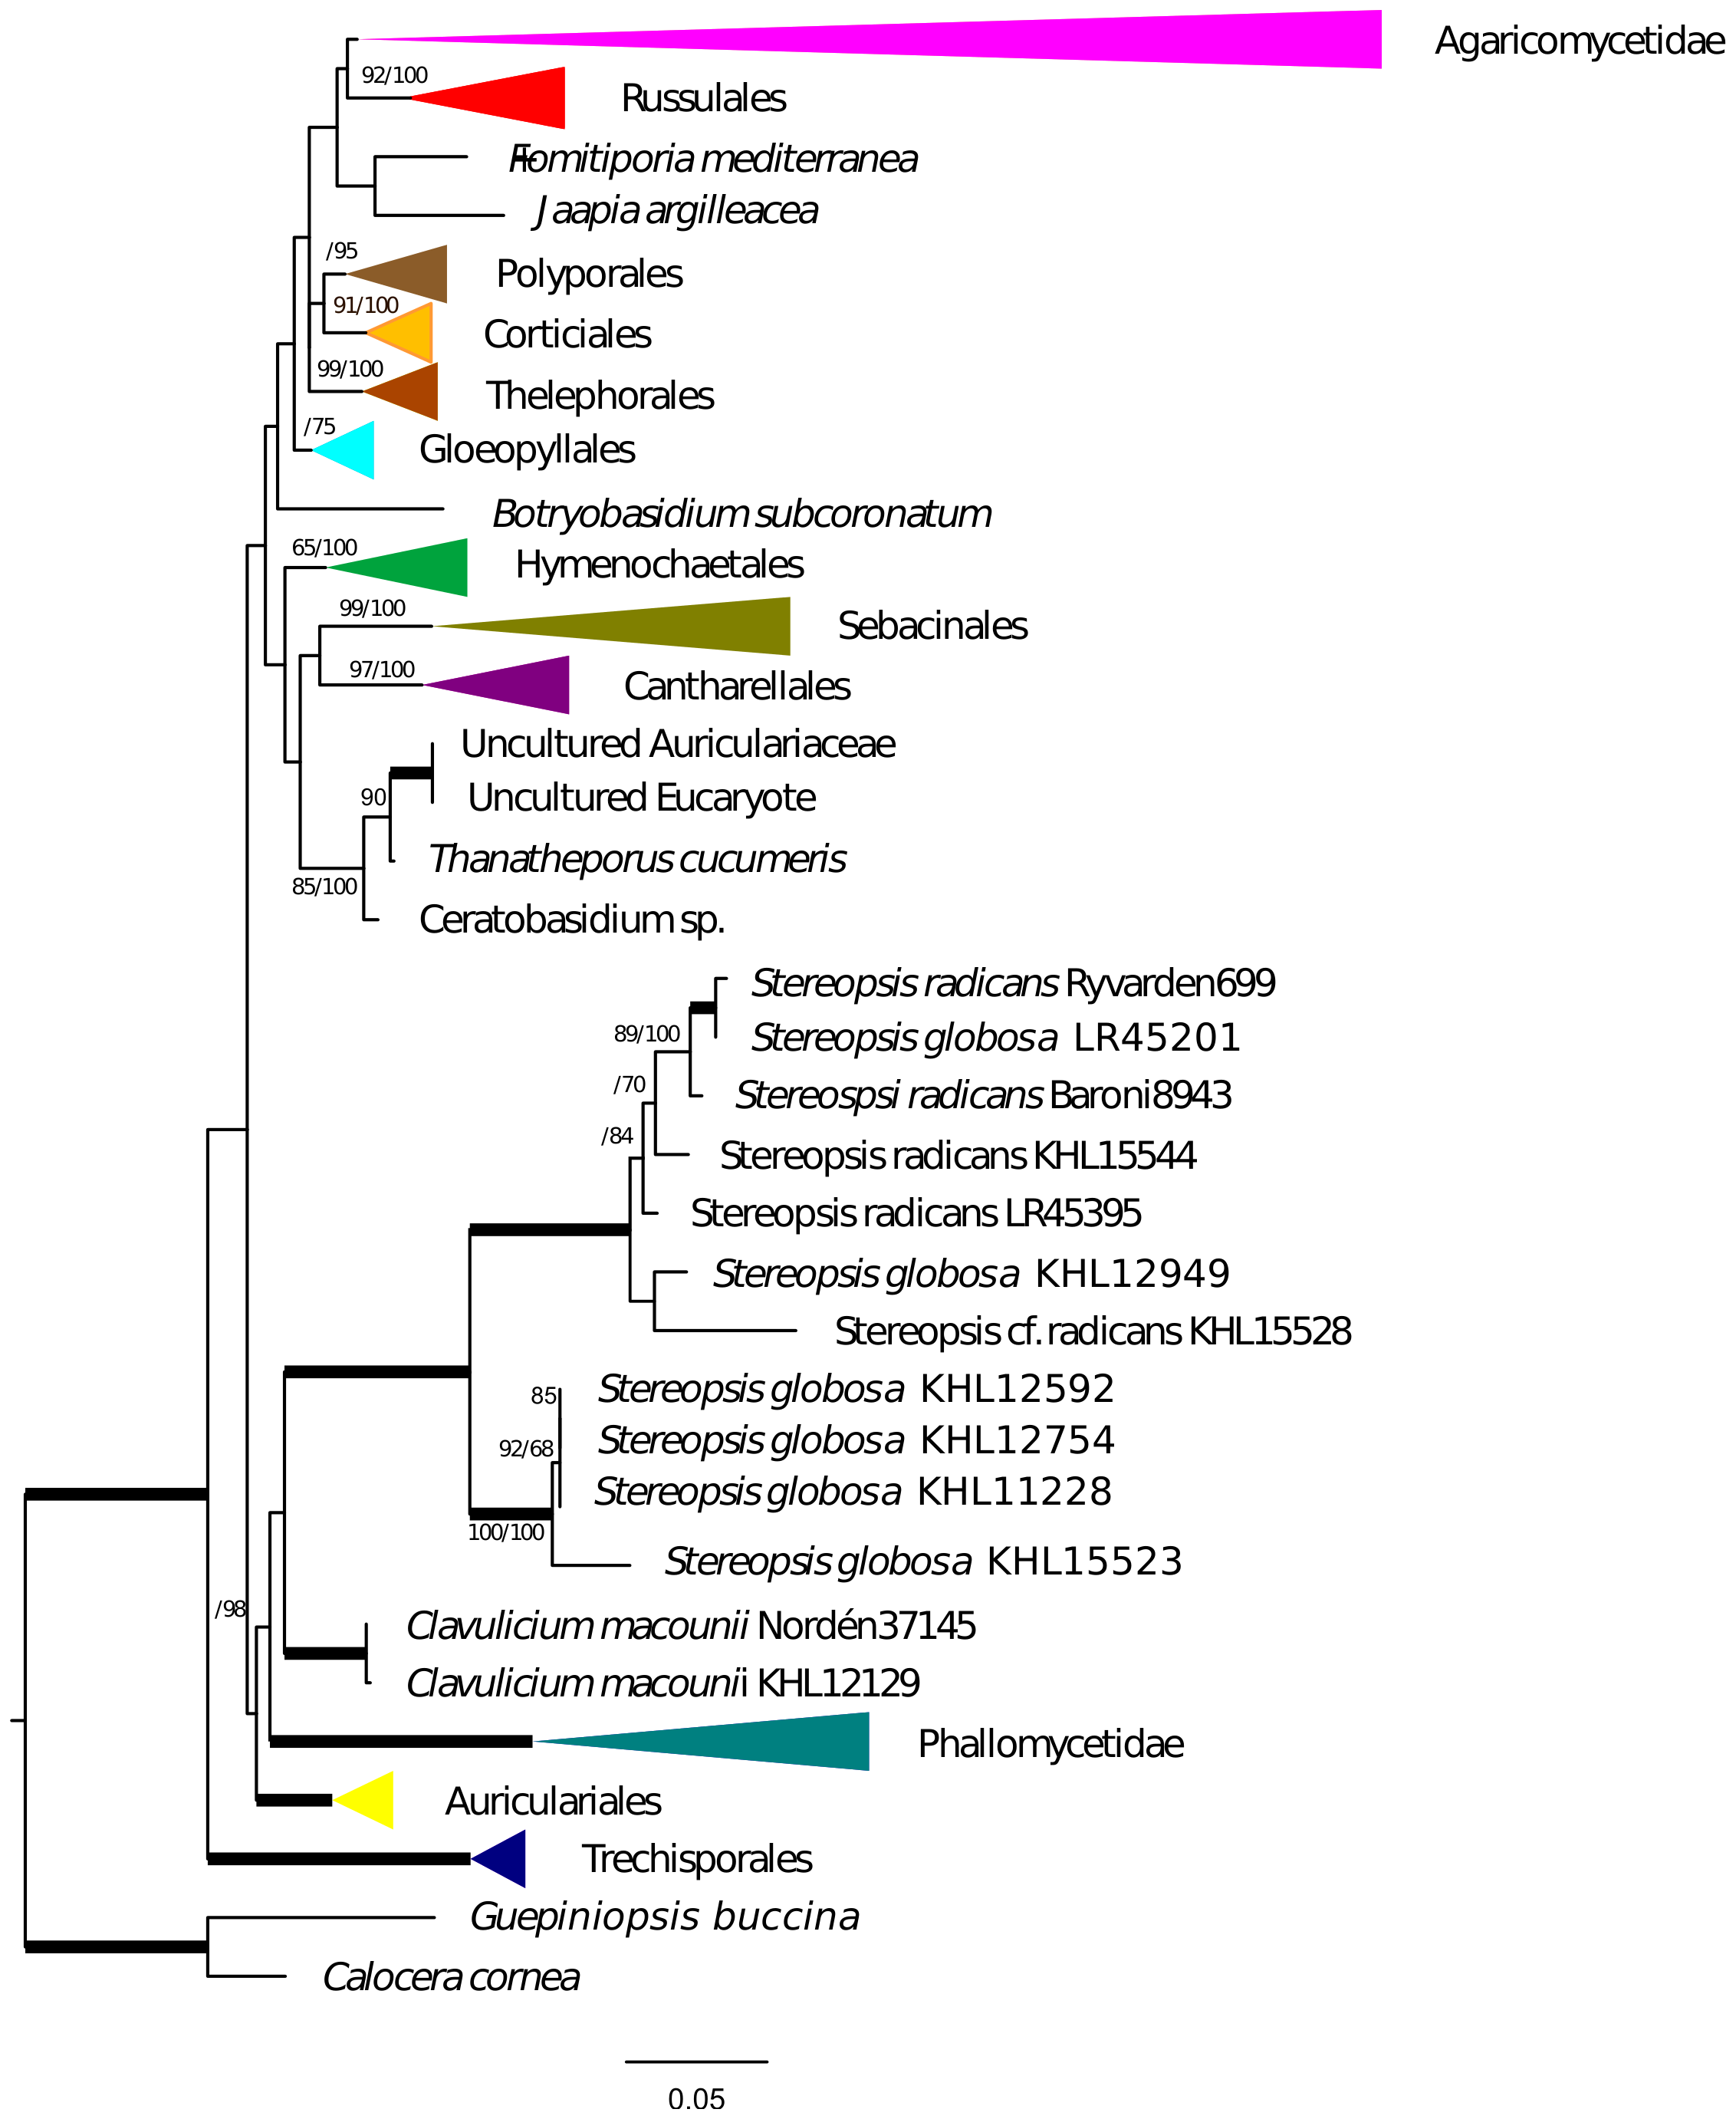 Agaricomycetidae
92/100
Russulales
Fomitiporia mediterranea
Jaapia argilleacea
/95
Polyporales
91/100
Corticiales
99/100
Thelephorales
/75
Gloeopyllales
Botryobasidium subcoronatum
65/100
Hymenochaetales
99/100
Sebacinales
97/100
Cantharellales
Uncultured Auriculariaceae
90
Uncultured Eucaryote
Thanatheporus cucumeris
85/100
Ceratobasidium sp.
Stereopsis radicans Ryvarden699
89/100
Stereopsis globosa LR45201
/70
Stereospsi radicans Baroni8943
/84
Stereopsis radicans KHL15544
Stereopsis radicans LR45395
Stereopsis globosa KHL12949
Stereopsis cf. radicans KHL15528
85
Stereopsis globosa KHL12592
92/68
Stereopsis globosa KHL12754
Stereopsis globosa KHL11228
100/100
Stereopsis globosa KHL15523
/98
Clavulicium macounii Nordén37145
Clavulicium macounii KHL12129
Phallomycetidae
Auriculariales
Trechisporales
Guepiniopsis buccina
Calocera cornea
0.05